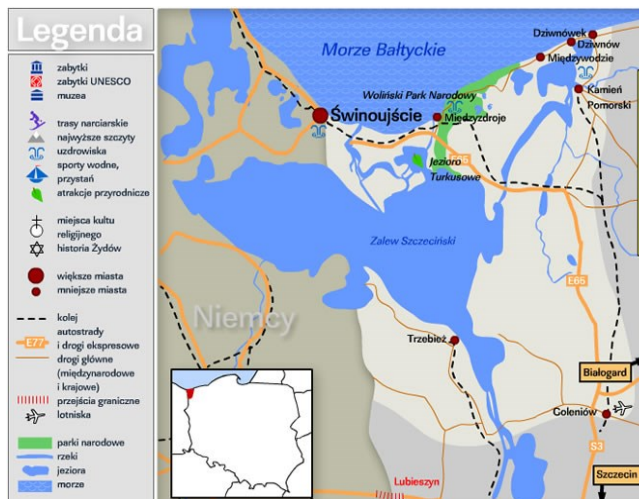 Legenda
zabytki
zabytki UNESCO
muzea
trasy narciarskie
najwyższe szczyty
uzdrowiska
sporty wodne,
przystań
atrakcje przyrodnicze
miejsca kultu
religijnego
historia Żydów
większe miasta
mniejsze miasta
kolej
autostrady
E77
i drogi ekspresowe
drogi główne
(międzynarodowe
i krajowe)
przejścia graniczne
lotniska
parki narodowe
rzeki
jeziora
morze
Morze Bałtyckie
Dziwnówek
Dziwnów
Międzywodzie
Woliński Park Narodowy
Kamień
Pomorski
Świnoujście
Międzyzdroje
Jezioro
Turkusowe
Zalew Szczeciński
E65
Niemcy
Trzebież
Białogard
Goleniów
S3
Lubieszyn
Szczecin